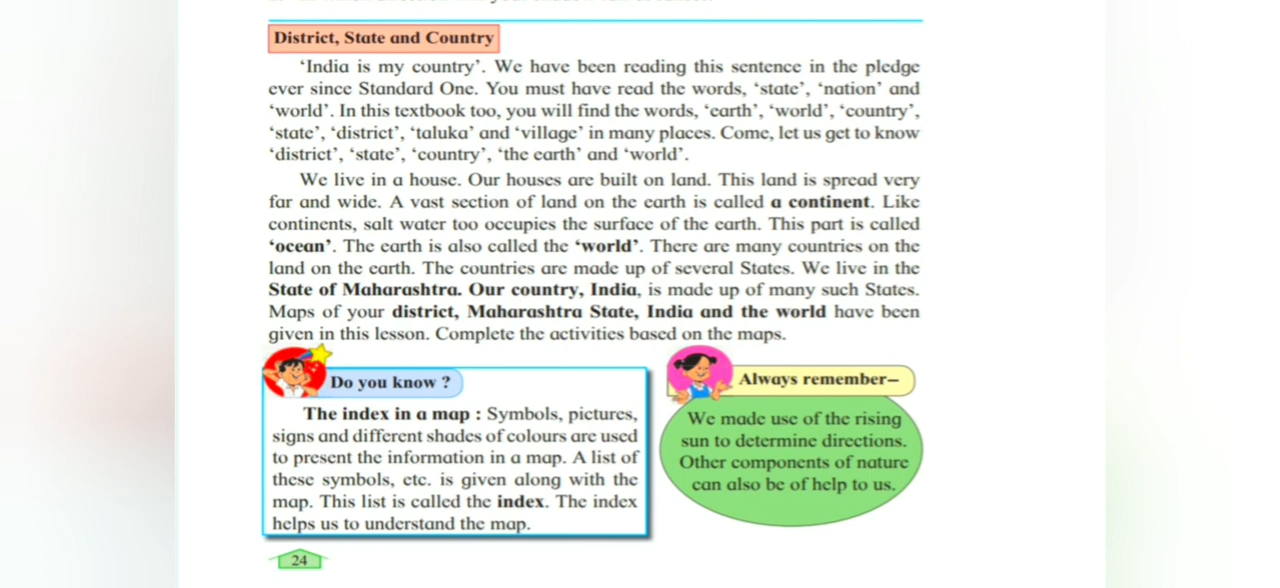 District, State and Country
‘India is my country’. We have been reading this sentence in the pledge
ever since Standard One. You must have read the words, ‘state’, ‘nation’ and
‘world’. In this textbook too, you will find the words, ‘earth’, ‘world’, ‘country’,
‘state’, ‘district’, ‘taluka’ and ‘village’ in many places. Come, let us get to know
‘district’, ‘state’, ‘country’, ‘the earth’ and ‘world’.
We live in a house. Our houses are built on land. This land is spread very
far and wide. A vast section of land on the earth is called a continent. Like
continents, salt water too occupies the surface of the earth. This part is called
‘ocean’. The earth is also called the ‘world’. There are many countries on the
land on the earth. The countries are made up of several States. We live in the
State of Maharashtra. Our country, India, is made up of many such States.
Maps of your district, Maharashtra State, India and the world have been
given in this lesson. Complete the activities based on the maps.
Do you know ?
The index in a map : Symbols, pictures,
signs and different shades of colours are used
to present the information in a map. A list of
these symbols, etc. is given along with the
map. This list is called the index. The index
helps us to understand the map.
Always remember–
We made use of the rising
sun to determine directions.
Other components of nature
can also be of help to us.
24